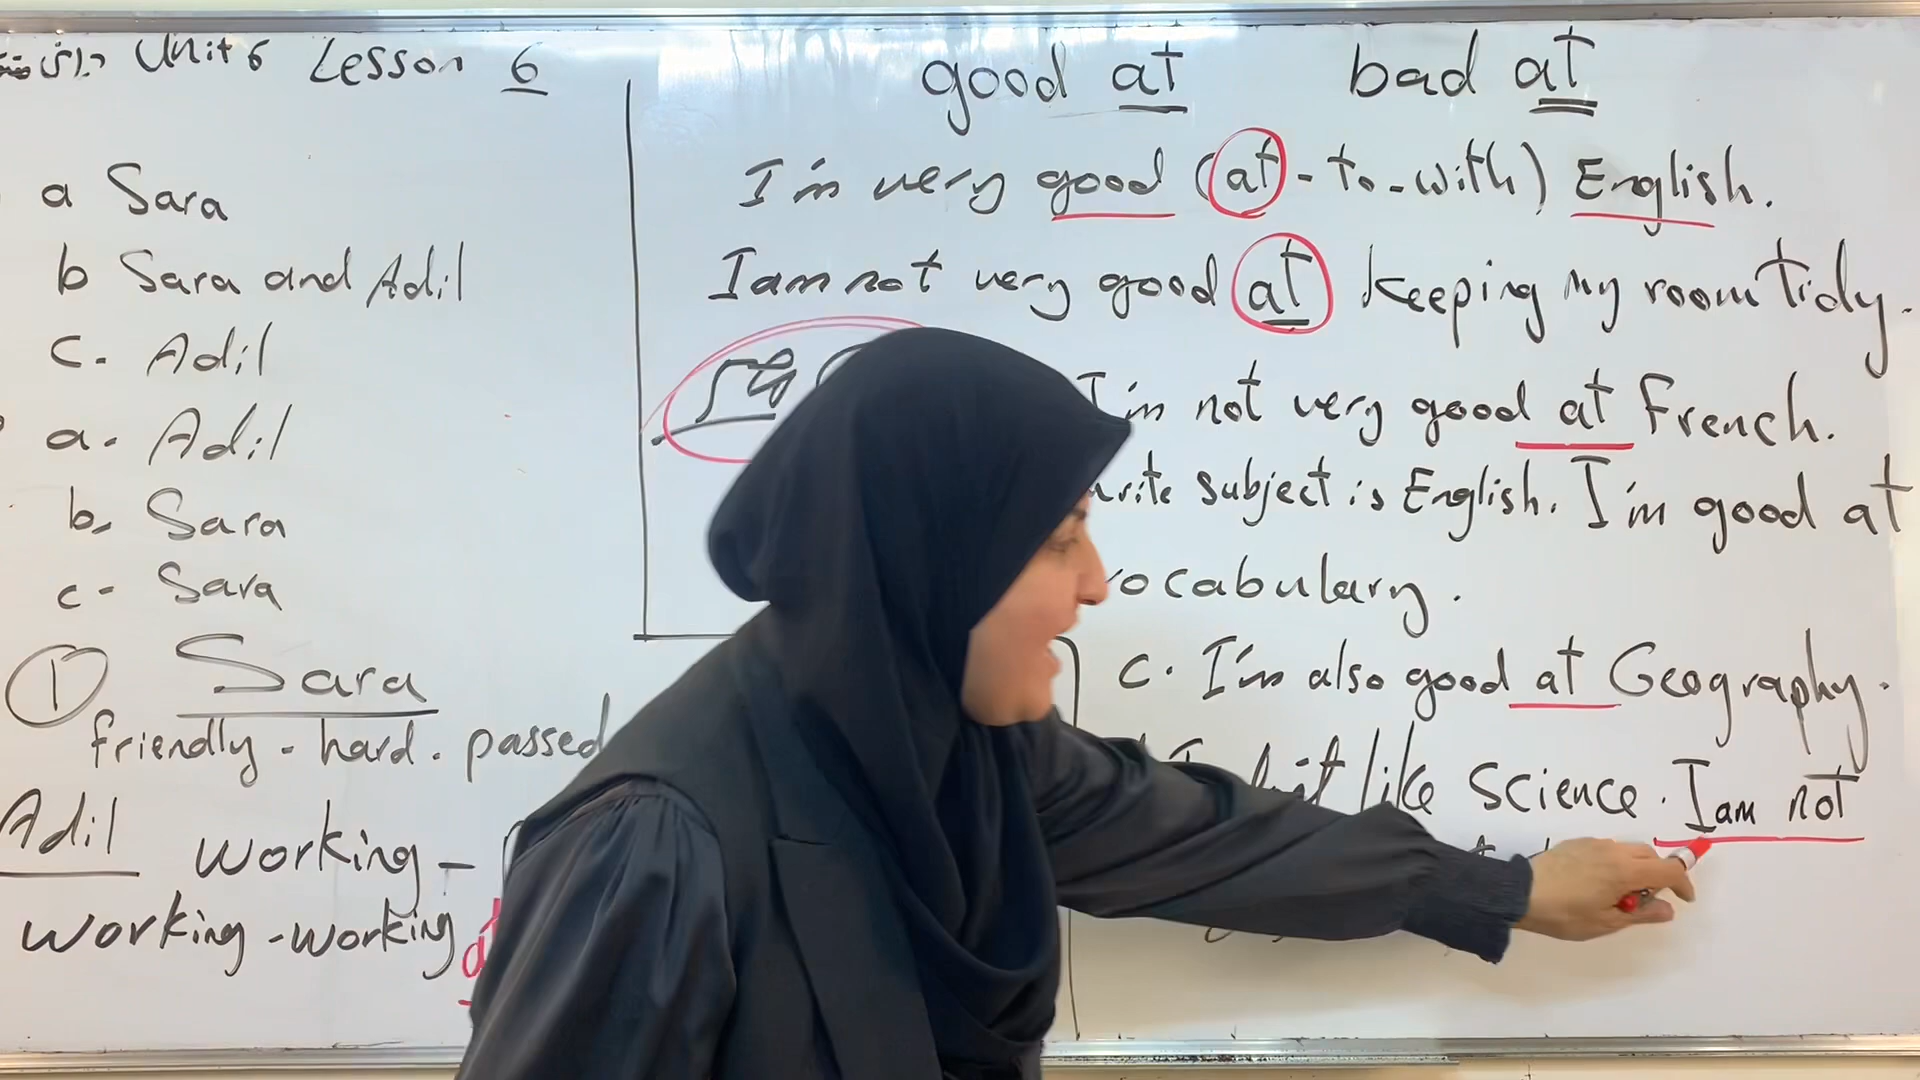 Unit 6 Lesson 6
a Sara
b Sara and Adil
c. Adil
a. Adil
b. Sara
c- Sara
① Sara
friendly - hard - passed
Adil working -
working - working at
good at bad at
I'm very good (at - to - with) English.
I am not very good at keeping my room tidy.
I'm not very good at French.
subject is English. I'm good at
vocabulary.
c. I'm also good at Geography.
I don't like science. I am not